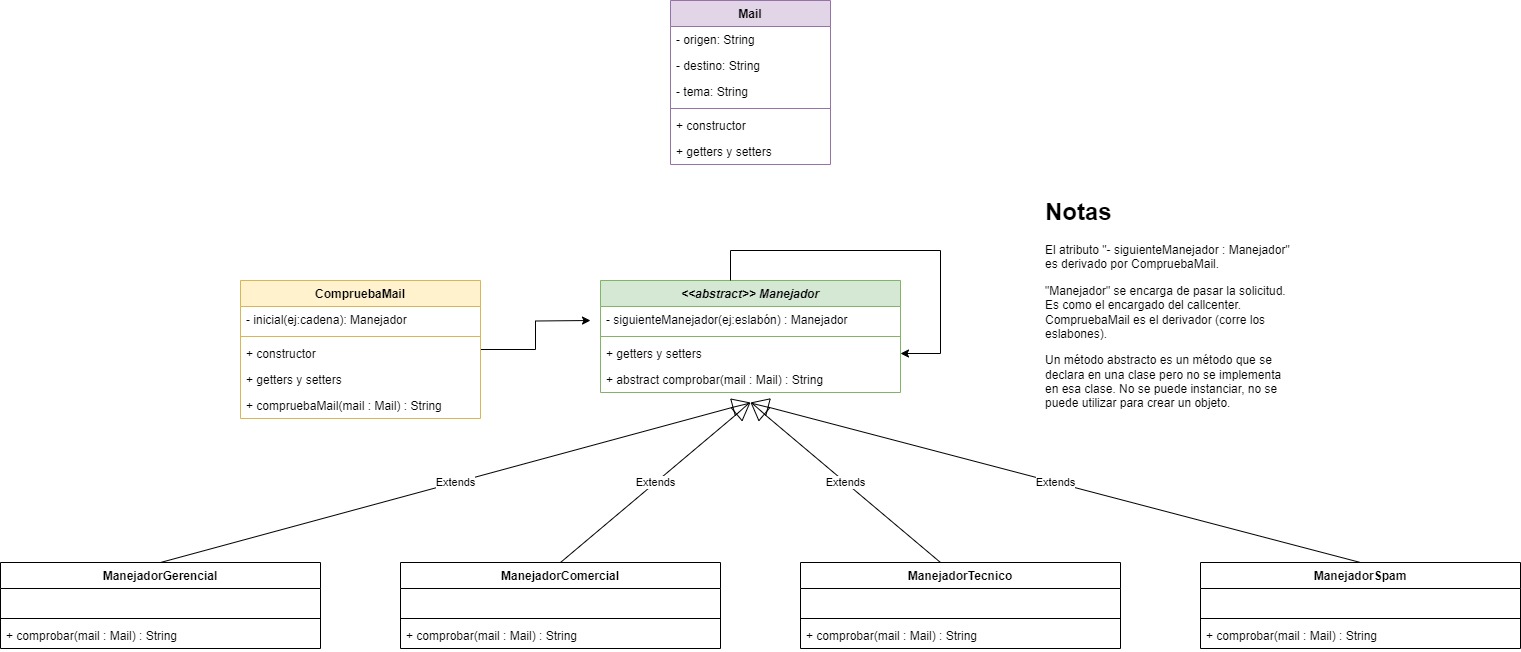 Mail
- origen: String
- destino: String
- tema: String
+ constructor
+ getters y setters
Notas
El atributo "- siguienteManejador : Manejador"
es derivado por CompruebaMail.
"Manejador" se encarga de pasar la solicitud.
Es como el encargado del callcenter.
CompruebaMail es el derivador (corre los
eslabones).
Un método abstracto es un método que se
declara en una clase pero no se implementa
en esa clase. No se puede instanciar, no se
puede utilizar para crear un objeto.
CompruebaMail
- inicial(ej:cadena): Manejador
+ constructor
+ getters y setters
+ compruebaMail(mail : Mail) : String
<<abstract>> Manejador
- siguienteManejador(ej:eslabón) : Manejador
+ getters y setters
+ abstract comprobar(mail : Mail) : String
Extends
Extends
Extends
Extends
ManejadorGerencial
+ comprobar(mail : Mail) : String
ManejadorComercial
+ comprobar(mail : Mail) : String
ManejadorTecnico
+ comprobar(mail : Mail) : String
ManejadorSpam
+ comprobar(mail : Mail) : String